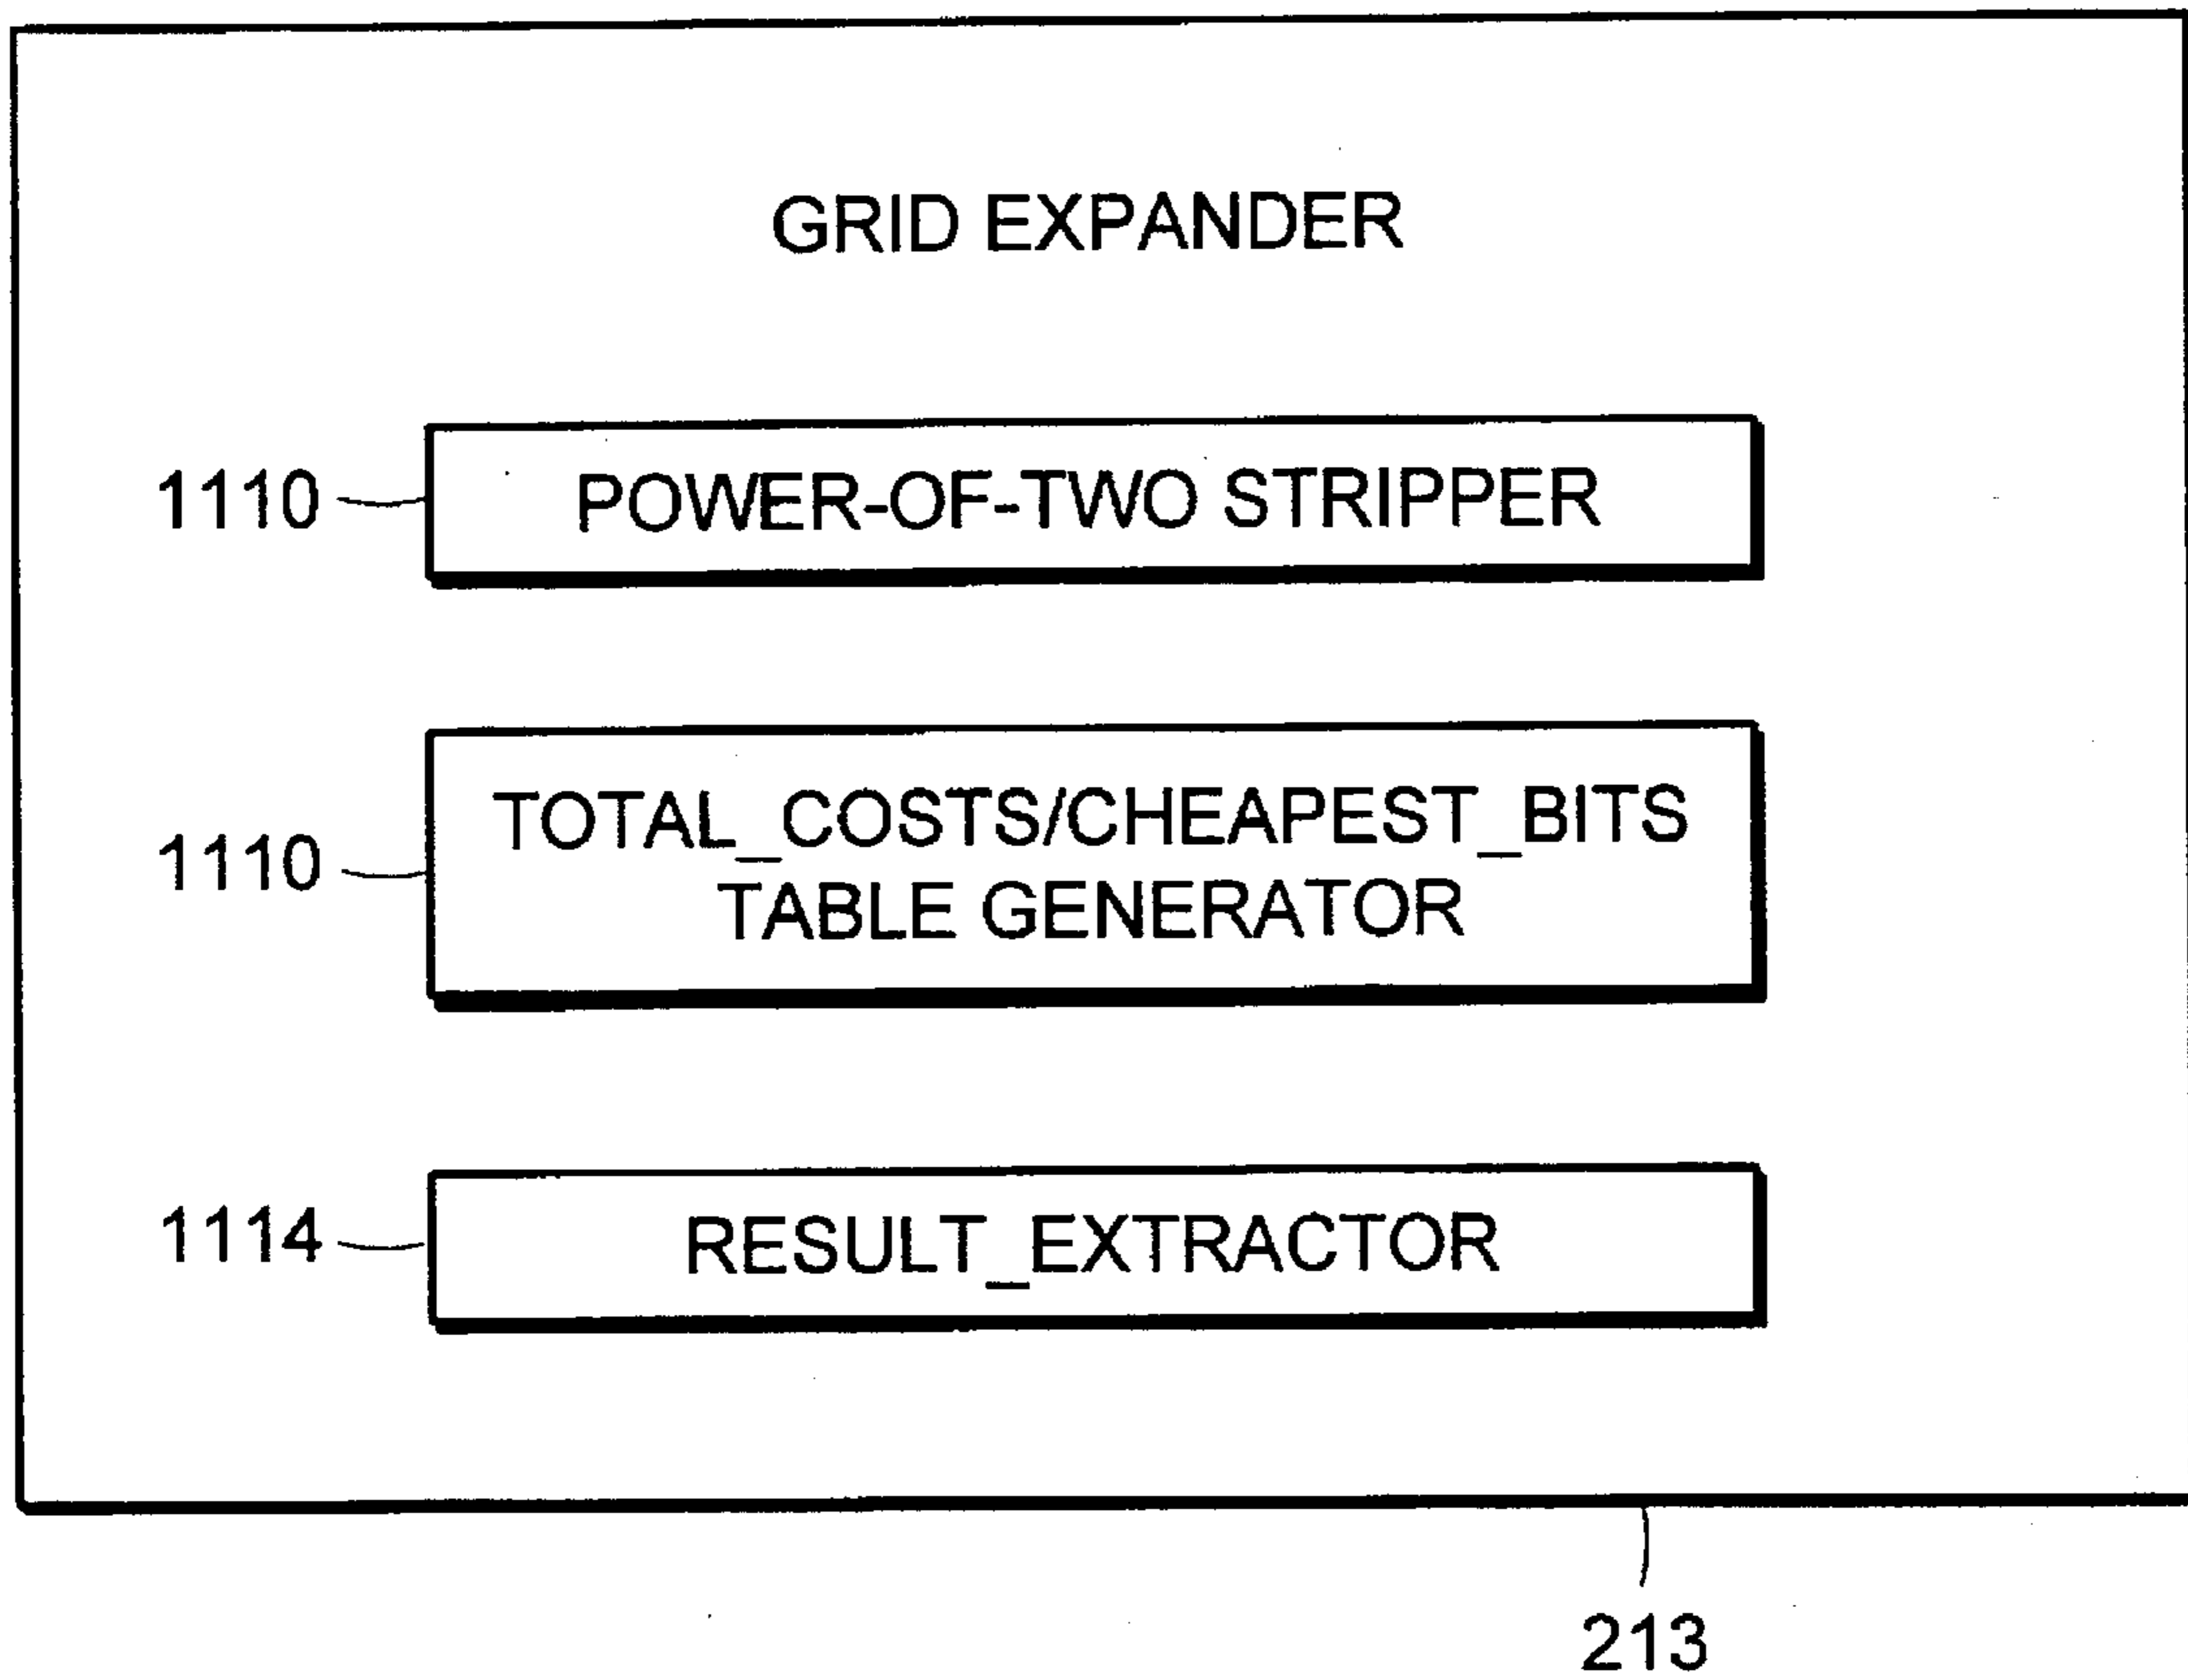 GRID EXPANDER
1110
POWER-OF-TWO STRIPPER
1110
TOTAL_COSTS/CHEAPEST_BITS
TABLE GENERATOR
1114
RESULT_EXTRACTOR
213